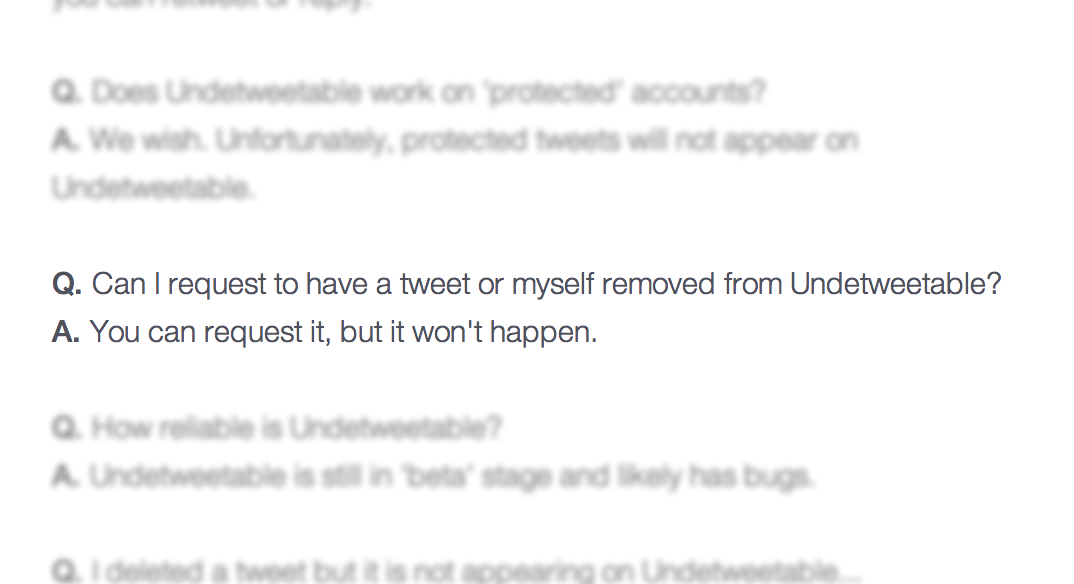 you can retweet or reply.
Q. Does Undetweetable work on 'protected' accounts?
A. We wish. Unfortunately, protected tweets will not appear on
Undetweetable.
Q. Can I request to have a tweet or myself removed from Undetweetable?
A. You can request it, but it won't happen.
Q. How reliable is Undetweetable?
A. Undetweetable is still in 'beta' stage and likely has bugs.
Q. I deleted a tweet but it is not appearing on Undetweetable...